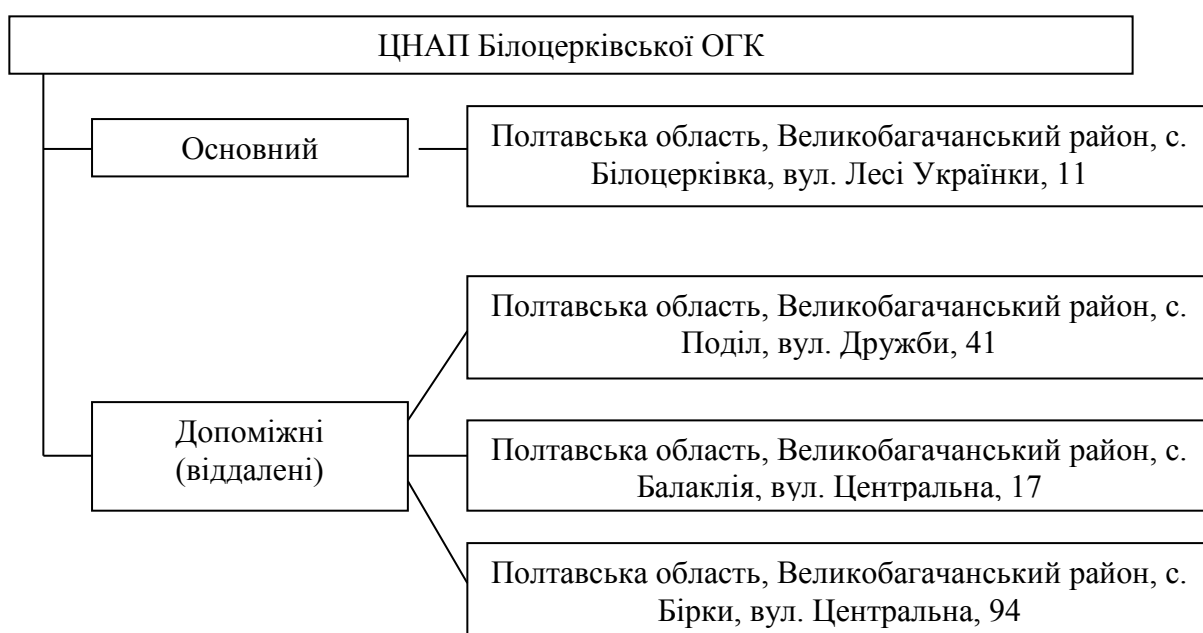 ЦНАП Білоцерківської ОГК
Основний
Полтавська область, Великобагачанський район, с.
Білоцерківка, вул. Лесі Українки, 11
Полтавська область, Великобагачанський район, с.
Поділ, вул. Дружби, 41
Допоміжні
(віддалені)
Полтавська область, Великобагачанський район, с.
Балаклія, вул. Центральна, 17
Полтавська область, Великобагачанський район, с.
Бірки, вул. Центральна, 94